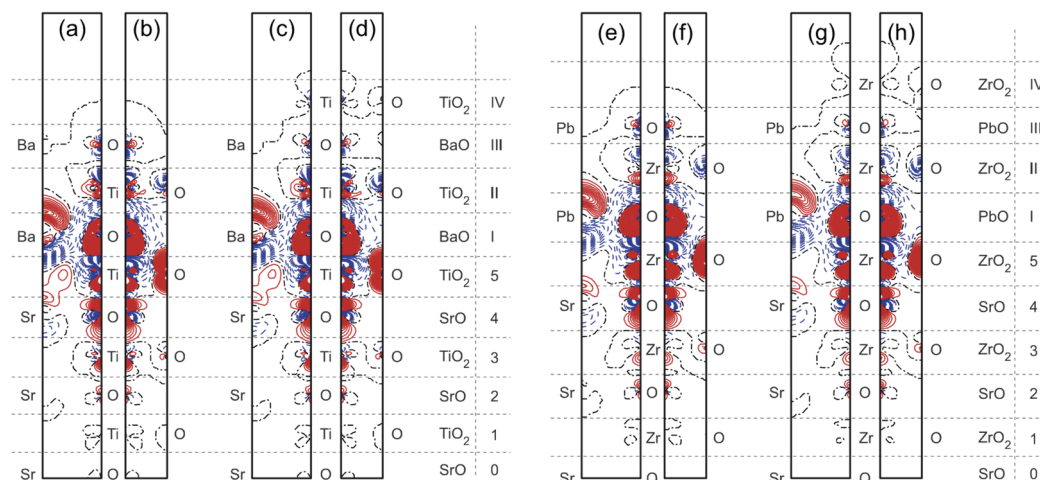 (a) (b) (c) (d) (e) (f) (g) (h)
Ti O TiO2 IV Zr O ZrO2 IV
Ba O Ba O BaO III Pb O Pb O PbO III
Ti O Ti O TiO2 II Zr O Zr O ZrO2 II
Ba O Ba O BaO I Pb O Pb O PbO I
Ti O Ti O TiO2 5 Zr O Zr O ZrO2 5
Sr O Sr O SrO 4 Sr O Sr O SrO 4
Ti O Ti O TiO2 3 Zr O Zr O ZrO2 3
Sr O Sr O SrO 2 Sr O Sr O SrO 2
Ti O Ti O TiO2 1 Zr O Zr O ZrO2 1
Sr O Sr O SrO 0 Sr O Sr O SrO 0